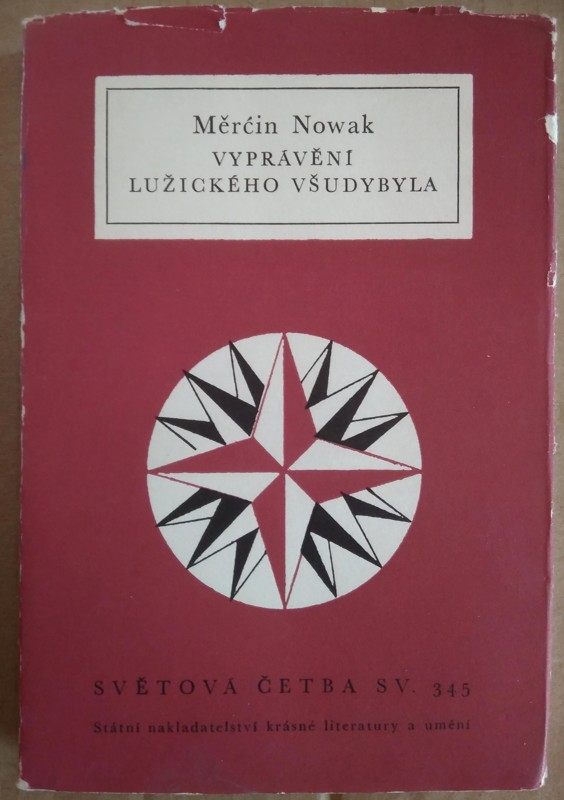 Měrćin Nowak
VYPRÁVĚNÍ
LUŽICKÉHO VŠUDYBYLA
SVĚTOVÁ ČETBA SV. 345
Státní nakladatelství krásné literatury a umění